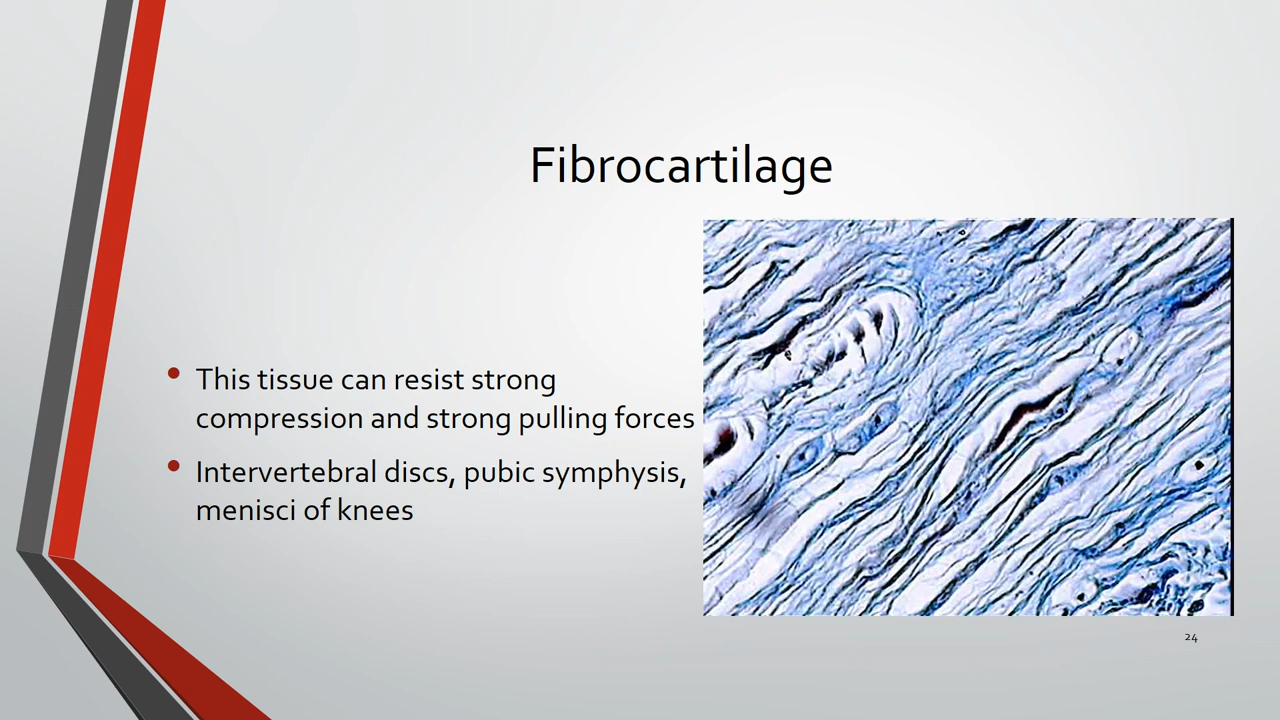 Fibrocartilage
• This tissue can resist strong
compression and strong pulling forces
• Intervertebral discs, pubic symphysis,
menisci of knees
24